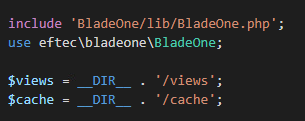 include 'BladeOne/lib/BladeOne.php';
use eftec\bladeone\BladeOne;
$views = __DIR__ . '/views';
$cache = __DIR__ . '/cache';